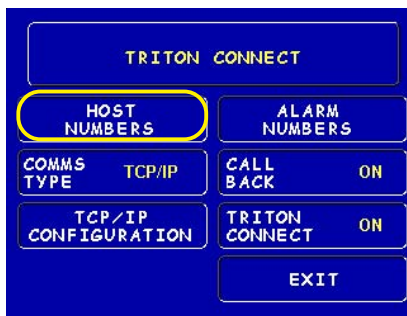 TRITON CONNECT
HOST
NUMBERS
ALARM
NUMBERS
COMMS
TYPE
TCP/IP
CALL
BACK
ON
TCP/IP
CONFIGURATION
TRITON
CONNECT
ON
EXIT